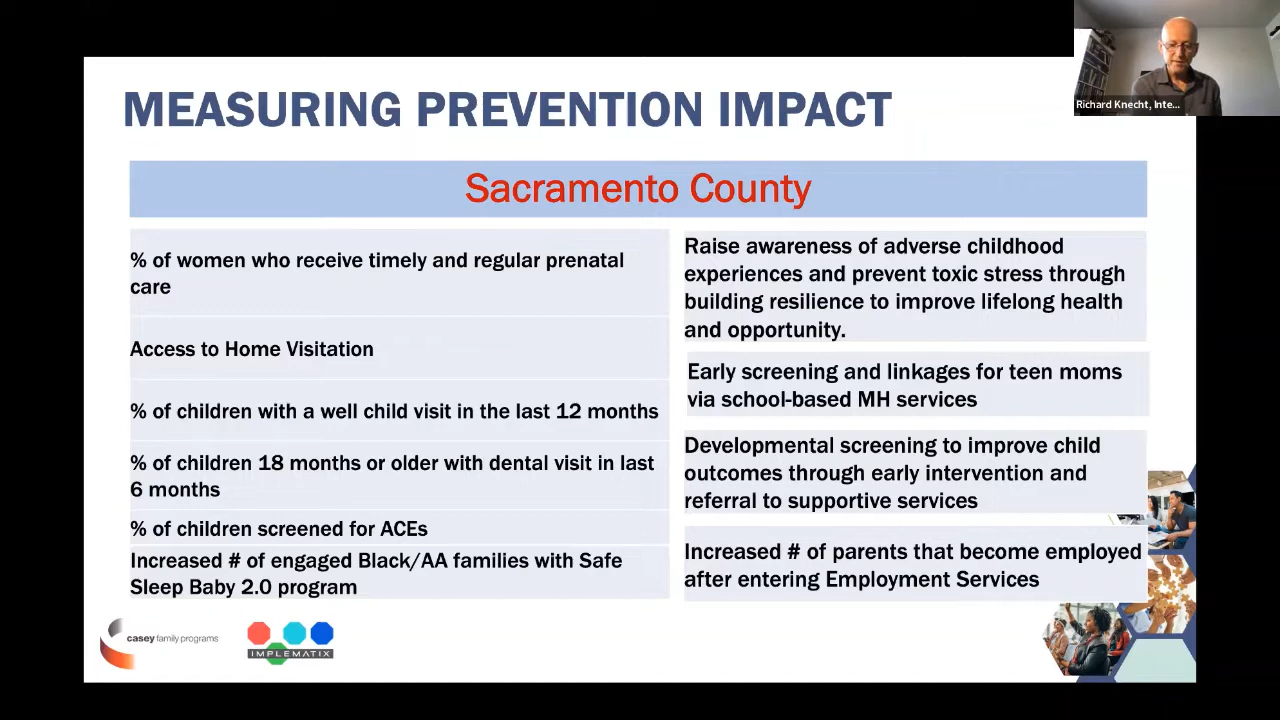 MEASURING PREVENTION IMPACT
Sacramento County
% of women who receive timely and regular prenatal
care
Access to Home Visitation
% of children with a well child visit in the last 12 months
% of children 18 months or older with dental visit in last
6 months
% of children screened for ACEs
Increased # of engaged Black/AA families with Safe
Sleep Baby 2.0 program
Raise awareness of adverse childhood
experiences and prevent toxic stress through
building resilience to improve lifelong health
and opportunity.
Early screening and linkages for teen moms
via school-based MH services
Developmental screening to improve child
outcomes through early intervention and
referral to supportive services
Increased # of parents that become employed
after entering Employment Services
casey family programs
IMPLEMATIX
Richard Knecht, Inte...